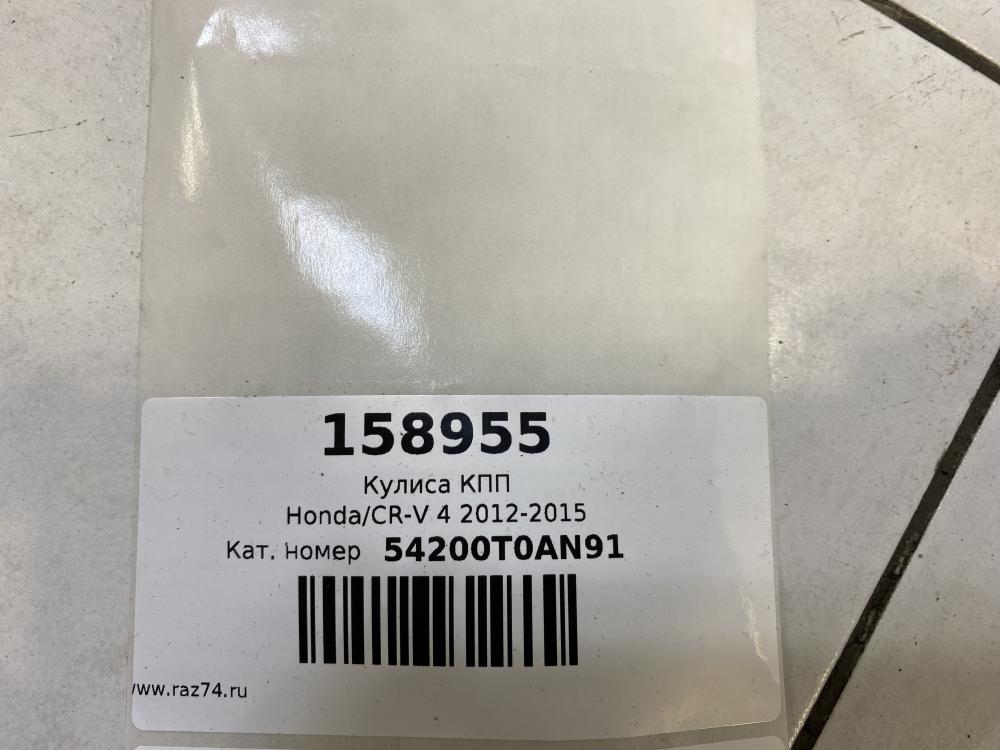 158955
Кулиса КПП
Honda/CR-V 4 2012-2015
Кат. номер 54200T0AN91
www.raz74.ru